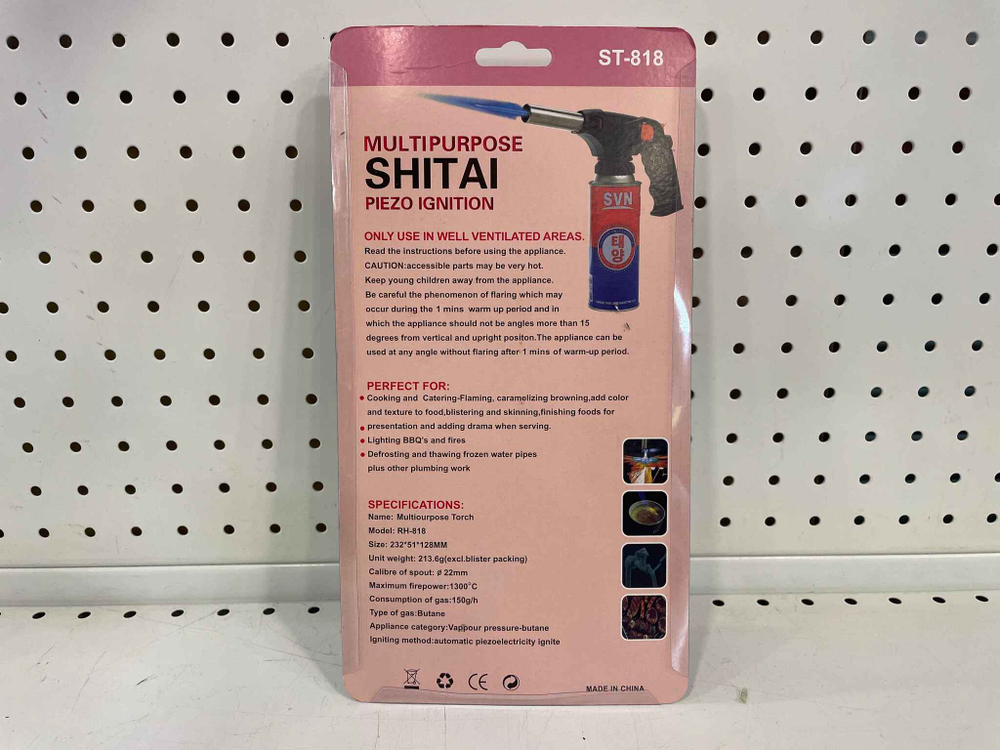 ST-818
MULTIPURPOSE
SHITAI
PIEZO IGNITION
SVN
태양
ONLY USE IN WELL VENTILATED AREAS.
Read the instructions before using the appliance.
CAUTION:accessible parts may be very hot.
Keep young children away from the appliance.
Be careful the phenomenon of flaring which may
occur during the 1 mins warm up period and in
which the appliance should not be angles more than 15
degrees from vertical and upright positon.The appliance can be
used at any angle without flaring after 1 mins of warm-up period.
PERFECT FOR:
Cooking and Catering-Flaming, caramelizing browning,add color
and texture to food,blistering and skinning,finishing foods for
presentation and adding drama when serving.
Lighting BBQ's and fires
Defrosting and thawing frozen water pipes
plus other plumbing work
SPECIFICATIONS:
Name: Multiourpose Torch
Model: RH-818
Size: 232*51*128MM
Unit weight: 213.6g(excl.blister packing)
Calibre of spout: ø 22mm
Maximum firepower:1300°C
Consumption of gas:150g/h
Type of gas:Butane
Appliance category:Vappour pressure-butane
Igniting method:automatic piezoelectricity ignite
CE
MADE IN CHINA